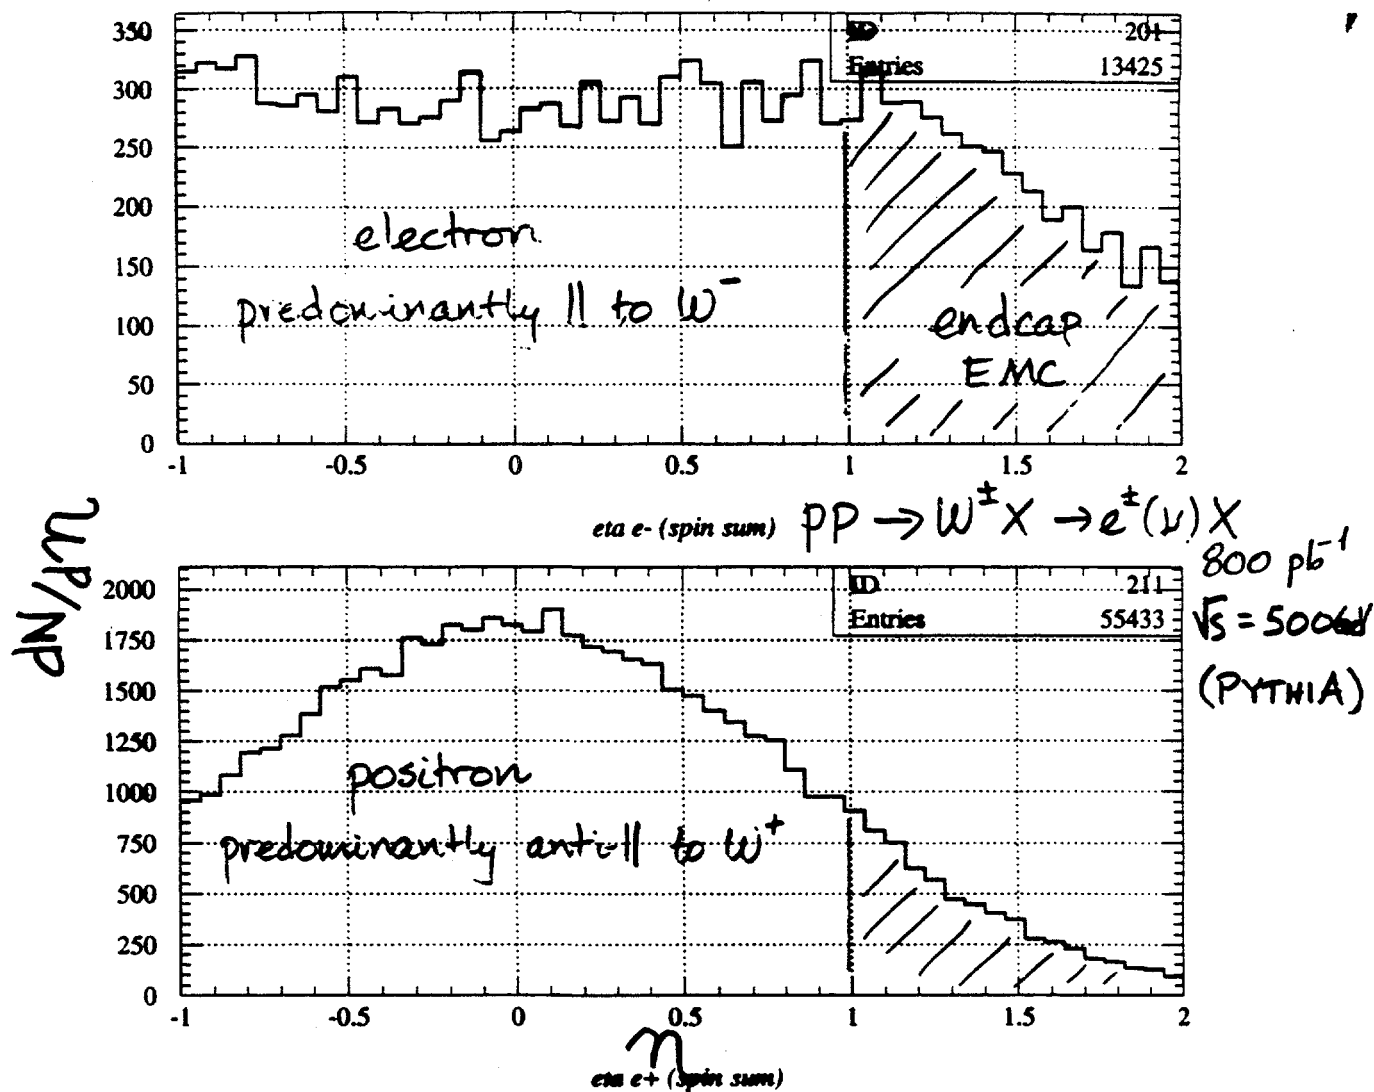 350
300
250
200
150
100
50
0
ID 201
Entries 13425
electron
predominantly || to W⁻
endcap
EMC
-1 -0.5 0 0.5 1 1.5 2
eta e- (spin sum)
pp → W± X → e±(ν) X
800 pb⁻¹
√s = 500 GeV
(PYTHIA)
dN/dη
2000
1750
1500
1250
1000
750
500
250
0
ID 211
Entries 55433
positron
predominantly anti-|| to W⁺
-1 -0.5 0 0.5 1 1.5 2
η
eta e+ (spin sum)